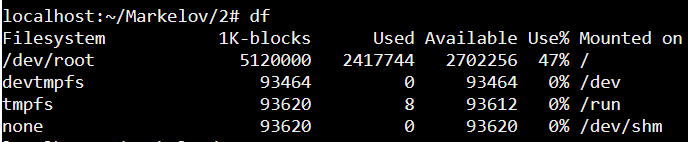 localhost:~/Markelov/2# df
Filesystem           1K-blocks      Used Available Use% Mounted on
/dev/root              5120000   2417744   2702256  47% /
devtmpfs                 93464         0     93464   0% /dev
tmpfs                    93620         8     93612   0% /run
none                     93620         0     93620   0% /dev/shm